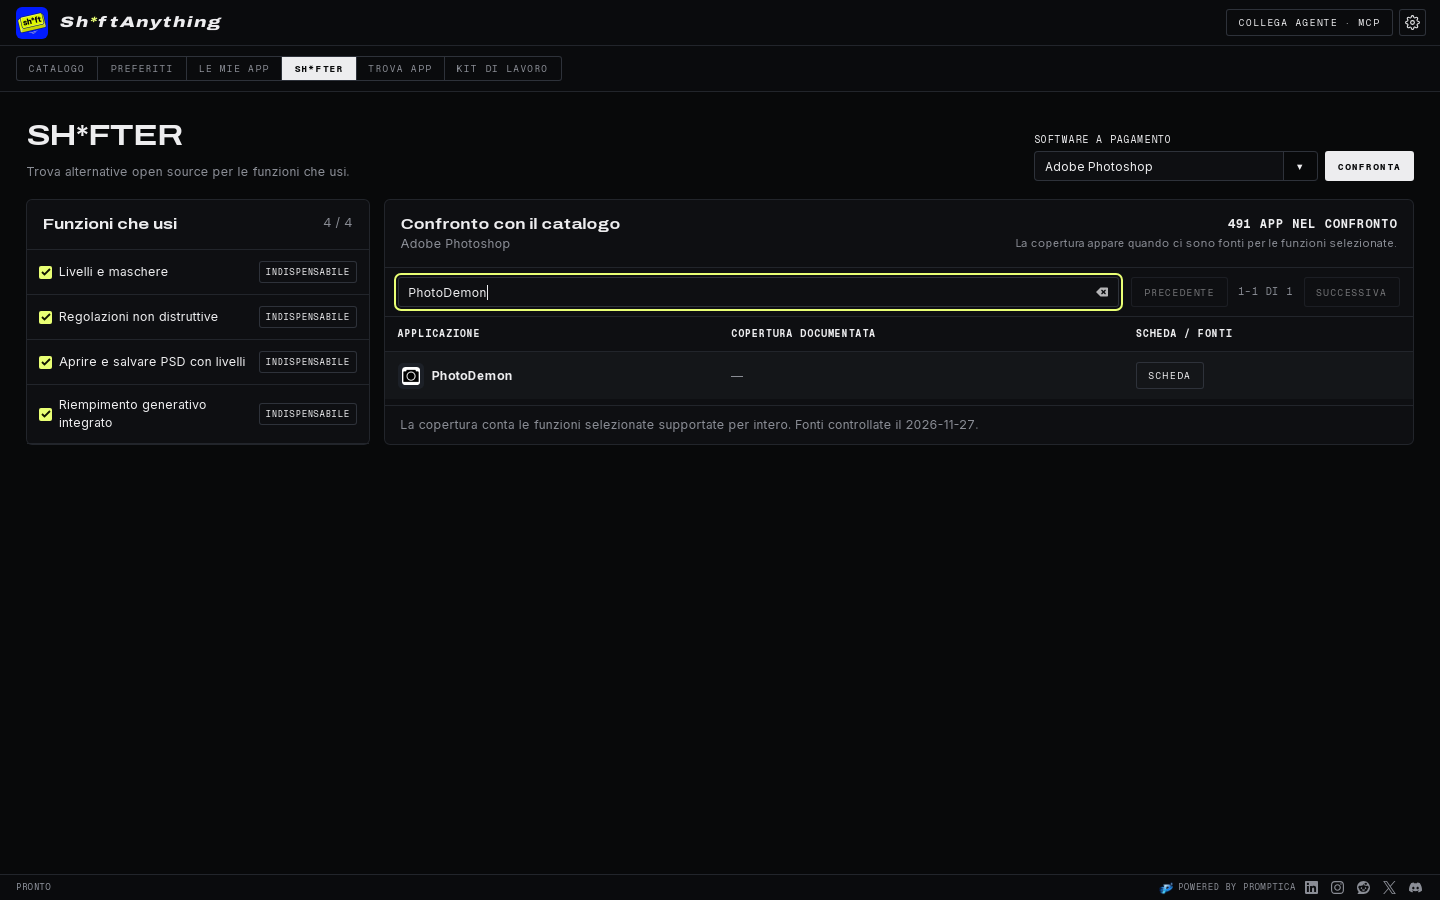 sh*ft
Sh*ftAnything
COLLEGA AGENTE · MCP
CATALOGO
PREFERITI
LE MIE APP
SH*FTER
TROVA APP
KIT DI LAVORO
SH*FTER
Trova alternative open source per le funzioni che usi.
SOFTWARE A PAGAMENTO
Adobe Photoshop
CONFRONTA
Funzioni che usi
4 / 4
Livelli e maschere
INDISPENSABILE
Regolazioni non distruttive
INDISPENSABILE
Aprire e salvare PSD con livelli
INDISPENSABILE
Riempimento generativo
integrato
INDISPENSABILE
Confronto con il catalogo
Adobe Photoshop
491 APP NEL CONFRONTO
La copertura appare quando ci sono fonti per le funzioni selezionate.
PhotoDemon
PRECEDENTE
1-1 DI 1
SUCCESSIVA
APPLICAZIONE
COPERTURA DOCUMENTATA
SCHEDA / FONTI
PhotoDemon
—
SCHEDA
La copertura conta le funzioni selezionate supportate per intero. Fonti controllate il 2026-11-27.
PRONTO
POWERED BY PROMPTICA